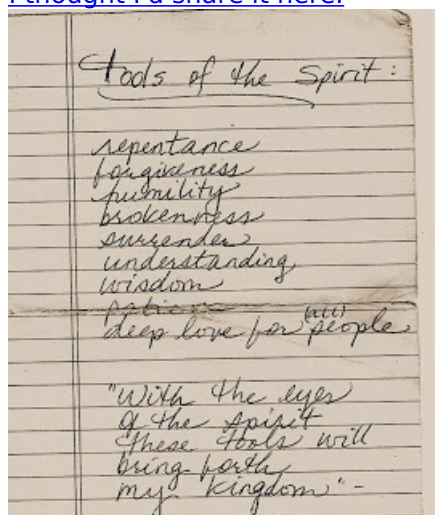 I thought I'd share it here.
Tools of the Spirit:
repentance
forgiveness
humility
brokenness
surrender
understanding
wisdom
deep love for (all) people
"With the eyes
of the spirit
these tools will
bring forth
my kingdom" -